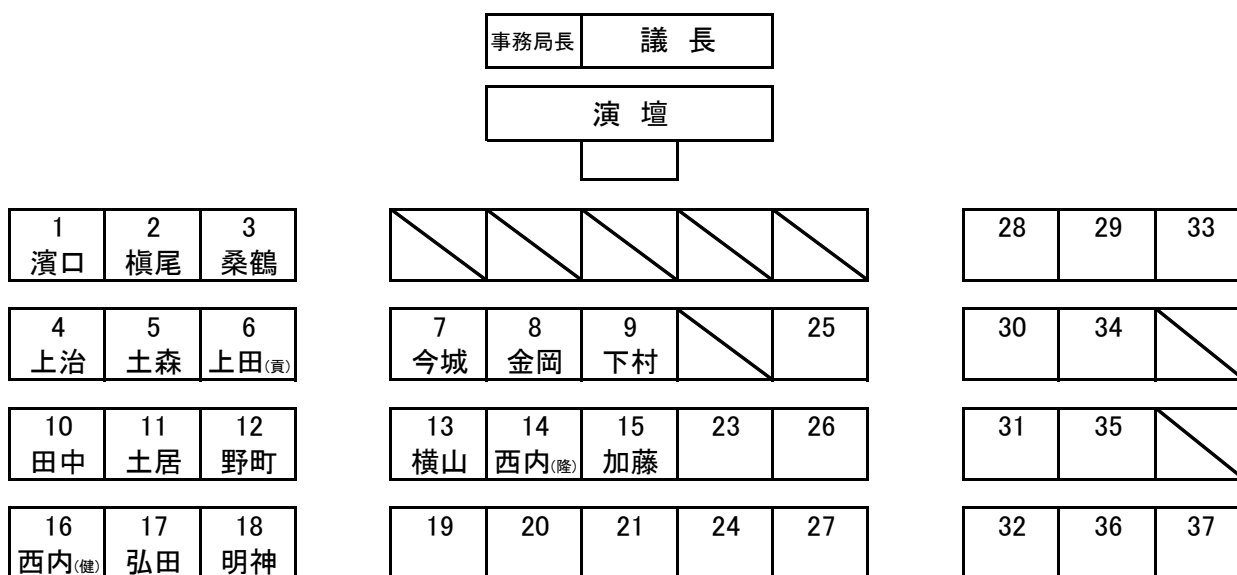 事務局長 議 長
演 壇
1 2 3 28 29 33
濱口 槇尾 桑鶴
4 5 6 7 8 9 25 30 34
上治 土森 上田(貢) 今城 金岡 下村
10 11 12 13 14 15 23 26 31 35
田中 土居 野町 横山 西内(隆) 加藤
16 17 18 19 20 21 24 27 32 36 37
西内(健) 弘田 明神